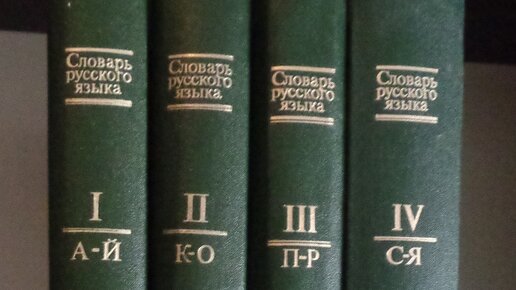 Словарь
русского
языка
I
А-Й
Словарь
русского
языка
II
К-О
Словарь
русского
языка
III
П-Р
Словарь
русского
языка
IV
С-Я